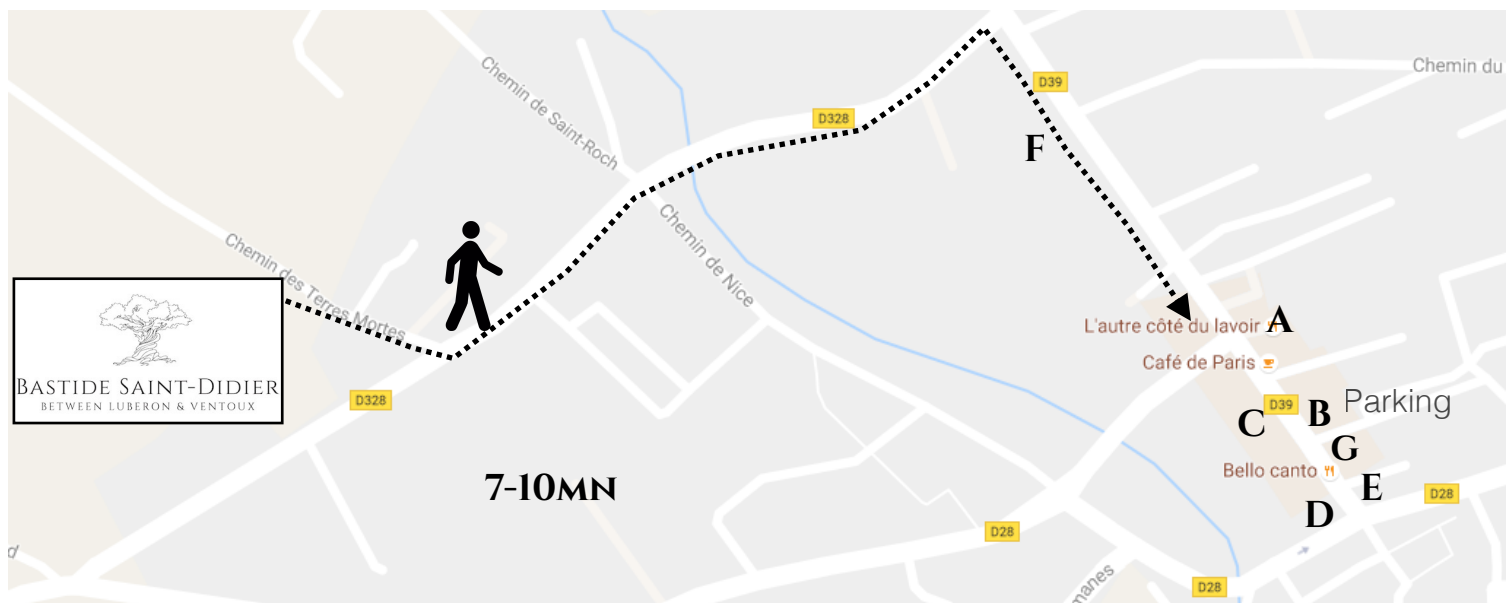 D39
Chemin du
Chemin de Saint-Roch
D328
F
Chemin de Nice
Chemin des Terres Mortes
BASTIDE SAINT-DIDIER
BETWEEN LUBERON & VENTOUX
D328
L'autre côté du lavoir
A
Café de Paris
D39
B
Parking
C
G
Bello canto
E
7-10MN
D28
D
D28
D28
manes
d